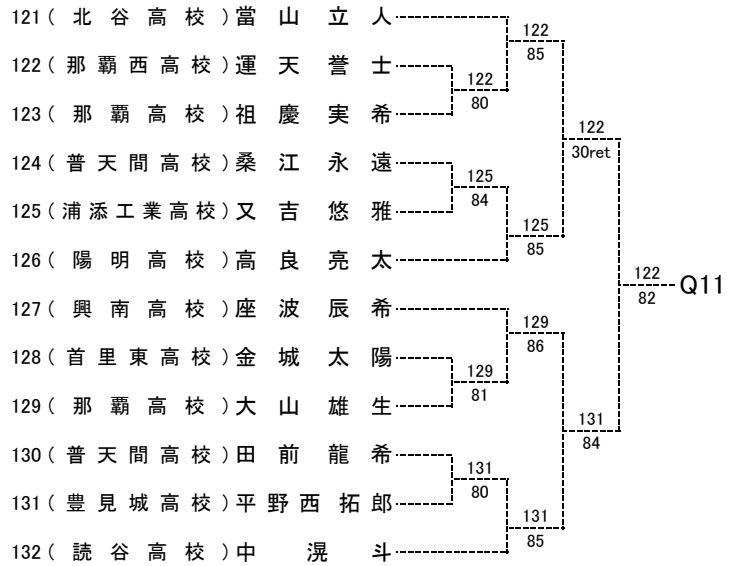 121 ( 北谷高校 ) 當山立人
122
85
122 ( 那覇西高校 ) 運天誉士
122
80
123 ( 那覇高校 ) 祖慶実希
122
30ret
124 ( 普天間高校 ) 桑江永遠
125
84
125 ( 浦添工業高校 ) 又吉悠雅
125
85
126 ( 陽明高校 ) 高良亮太
122
82
Q11
127 ( 興南高校 ) 座波辰希
129
86
128 ( 首里東高校 ) 金城太陽
129
81
129 ( 那覇高校 ) 大山雄生
131
84
130 ( 普天間高校 ) 田前龍希
131
80
131 ( 豊見城高校 ) 平野西拓郎
131
85
132 ( 読谷高校 ) 中滉斗